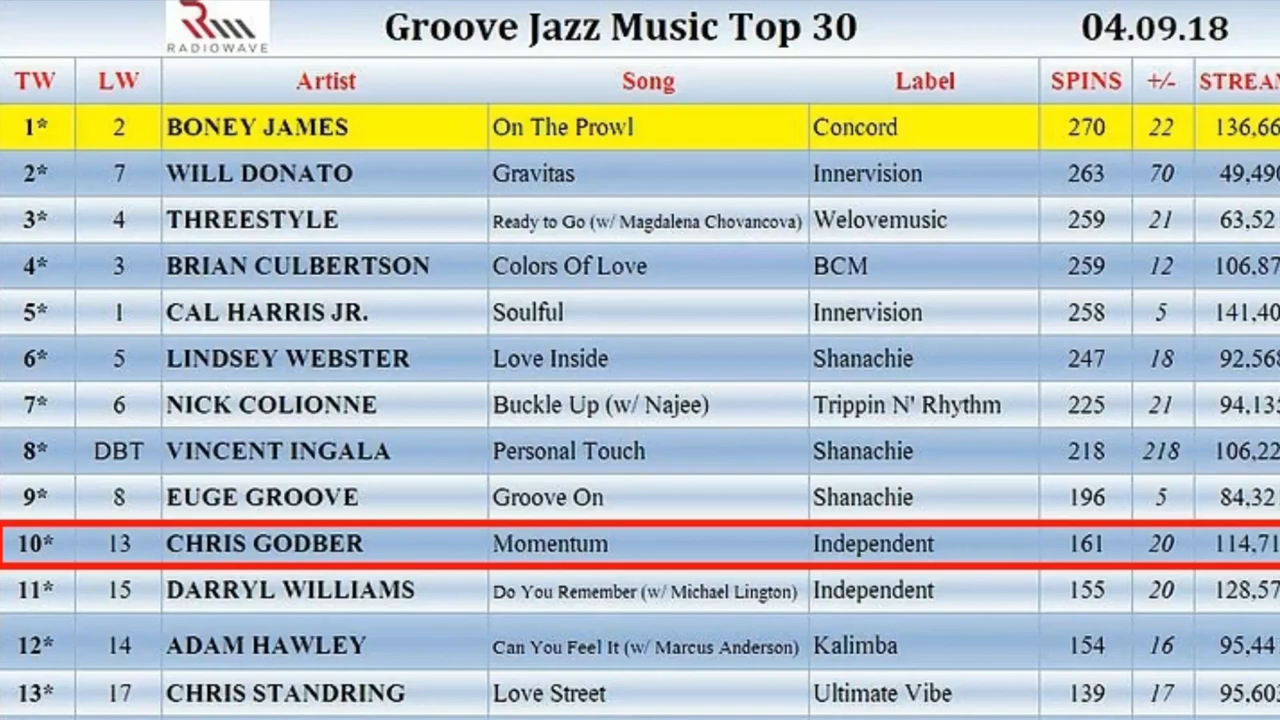 RADIOWAVE
Groove Jazz Music Top 30 04.09.18
TW LW Artist Song Label SPINS +/-
1* 2 BONEY JAMES On The Prowl Concord 270 22
2* 7 WILL DONATO Gravitas Innervision 263 70
3* 4 THREESTYLE Ready to Go (w/ Magdalena Chovancova) Welovemusic 259 21
4* 3 BRIAN CULBERTSON Colors Of Love BCM 259 12
5* 1 CAL HARRIS JR. Soulful Innervision 258 5
6* 5 LINDSEY WEBSTER Love Inside Shanachie 247 18
7* 6 NICK COLIONNE Buckle Up (w/ Najee) Trippin N' Rhythm 225 21
8* DBT VINCENT INGALA Personal Touch Shanachie 218 218
9* 8 EUGE GROOVE Groove On Shanachie 196 5
10* 13 CHRIS GODBER Momentum Independent 161 20
11* 15 DARRYL WILLIAMS Do You Remember (w/ Michael Lington) Independent 155 20
12* 14 ADAM HAWLEY Can You Feel It (w/ Marcus Anderson) Kalimba 154 16
13* 17 CHRIS STANDRING Love Street Ultimate Vibe 139 17